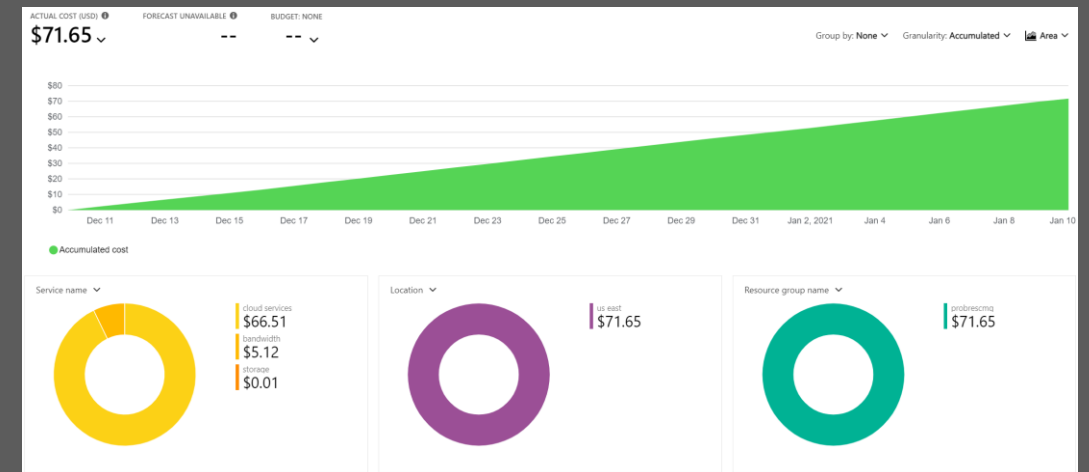 ACTUAL COST (USD) FORECAST UNAVAILABLE BUDGET: NONE
$71.65 -- --
Group by: None Granularity: Accumulated Area
$80
$70
$60
$50
$40
$30
$20
$10
$0
Dec 11 Dec 13 Dec 15 Dec 17 Dec 19 Dec 21 Dec 23 Dec 25 Dec 27 Dec 29 Dec 31 Jan 2, 2021 Jan 4 Jan 6 Jan 8 Jan 10
Accumulated cost
Service name
cloud services
$66.51
bandwidth
$5.12
storage
$0.01
Location
us east
$71.65
Resource group name
probrescmg
$71.65